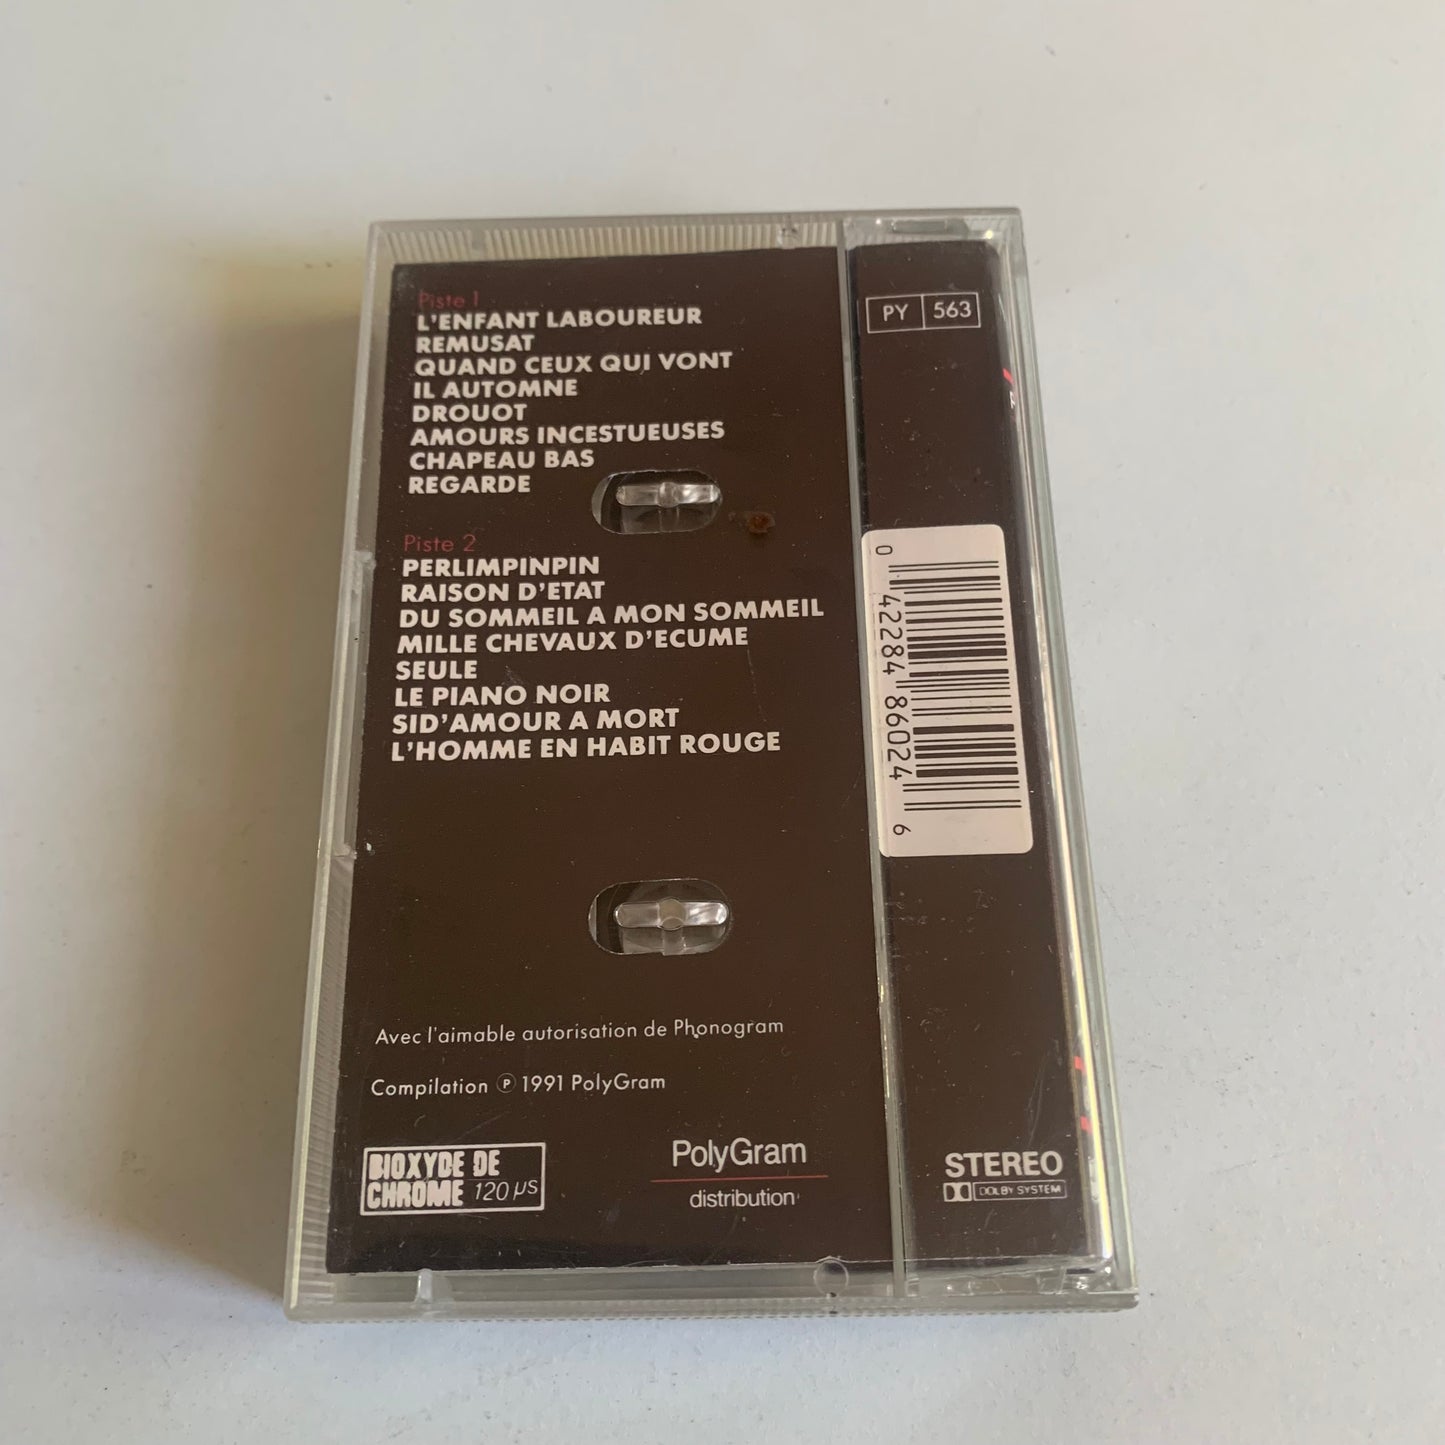 Piste 1
L'ENFANT LABOUREUR
REMUSAT
QUAND CEUX QUI VONT
IL AUTOMNE
DROUOT
AMOURS INCESTUEUSES
CHAPEAU BAS
REGARDE
Piste 2
PERLIMPINPIN
RAISON D'ETAT
DU SOMMEIL A MON SOMMEIL
MILLE CHEVAUX D'ECUME
SEULE
LE PIANO NOIR
SID'AMOUR A MORT
L'HOMME EN HABIT ROUGE
Avec l'aimable autorisation de Phonogram
Compilation ℗ 1991 PolyGram
BIOXYDE DE
CHROME 120 µs
PolyGram
distribution
PY 563
0 42284 86024 6
STEREO
DOLBY SYSTEM